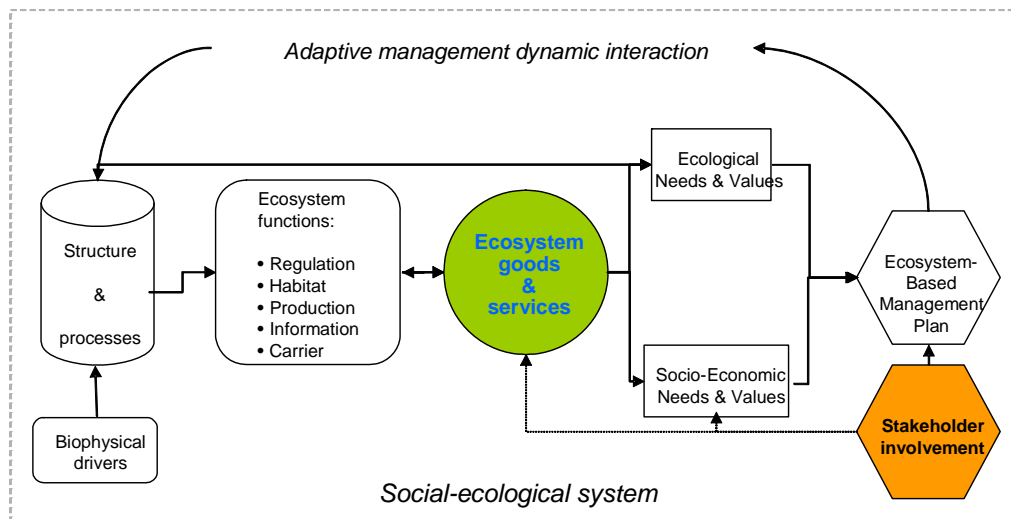 Adaptive management dynamic interaction
Ecological
Needs & Values
Ecosystem
functions:
• Regulation
• Habitat
• Production
• Information
• Carrier
Structure
&
processes
Ecosystem
goods
&
services
Ecosystem-
Based
Management
Plan
Socio-Economic
Needs & Values
Stakeholder
involvement
Biophysical
drivers
Social-ecological system